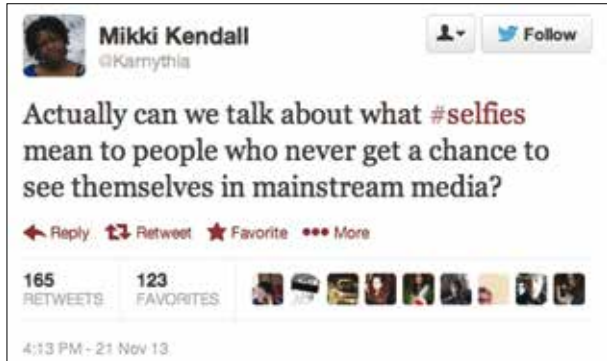 Mikki Kendall
@Karnythia
Follow
Actually can we talk about what #selfies
mean to people who never get a chance to
see themselves in mainstream media?
Reply Retweet Favorite More
165 123
RETWEETS FAVORITES
4:13 PM - 21 Nov 13